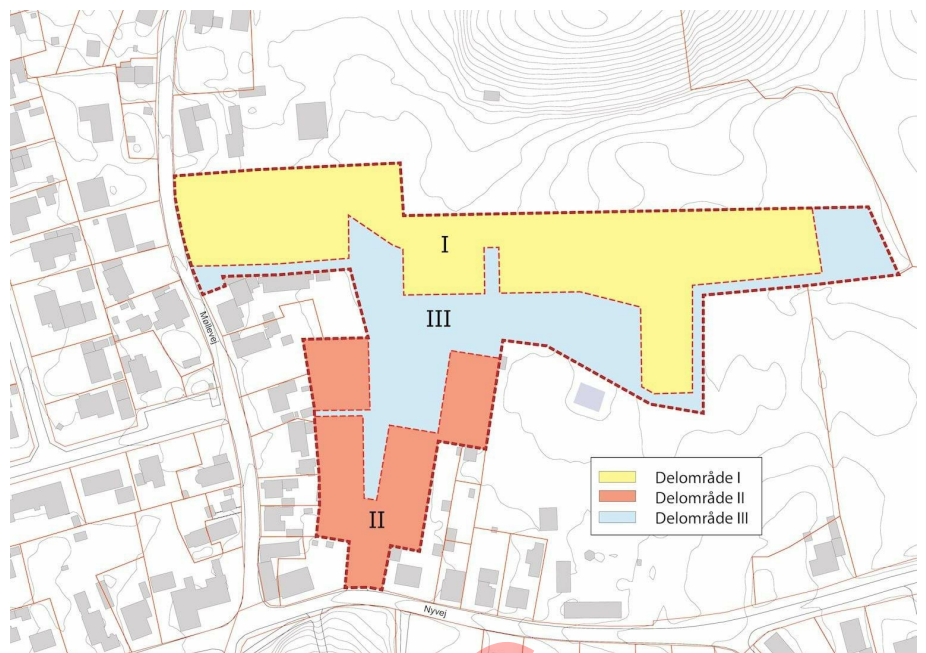 I
III
Møllevej
II
Delområde I
Delområde II
Delområde III
Nyvej